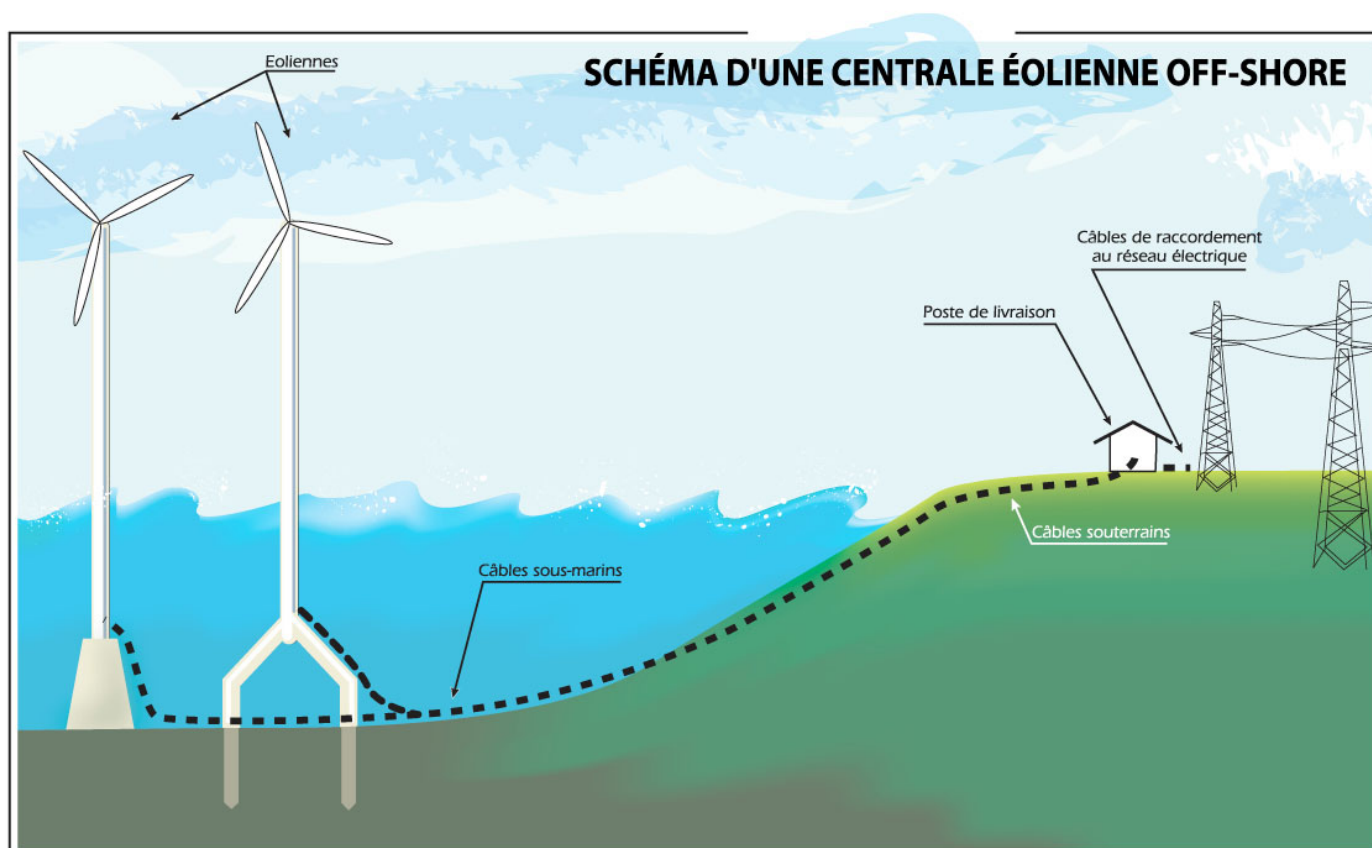 SCHÉMA D'UNE CENTRALE ÉOLIENNE OFF-SHORE
Eoliennes
Câbles de raccordement
au réseau électrique
Poste de livraison
Câbles souterrains
Câbles sous-marins